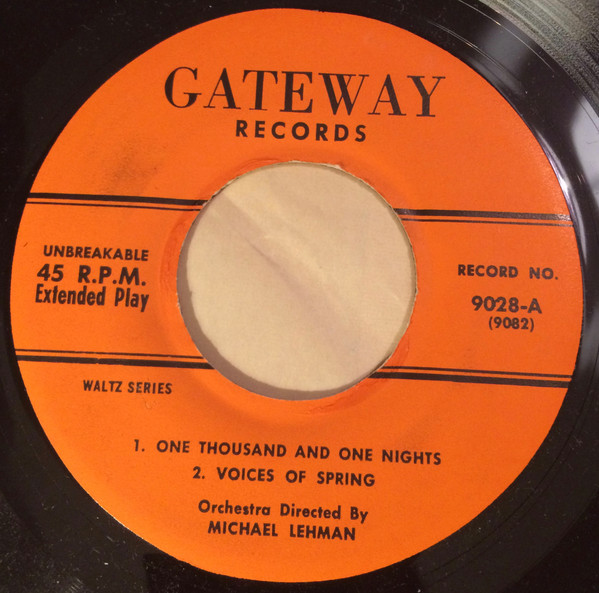 GATEWAY
RECORDS
UNBREAKABLE
45 R.P.M.
Extended Play
RECORD NO.
9028-A
(9082)
WALTZ SERIES
1. ONE THOUSAND AND ONE NIGHTS
2. VOICES OF SPRING
Orchestra Directed By
MICHAEL LEHMAN